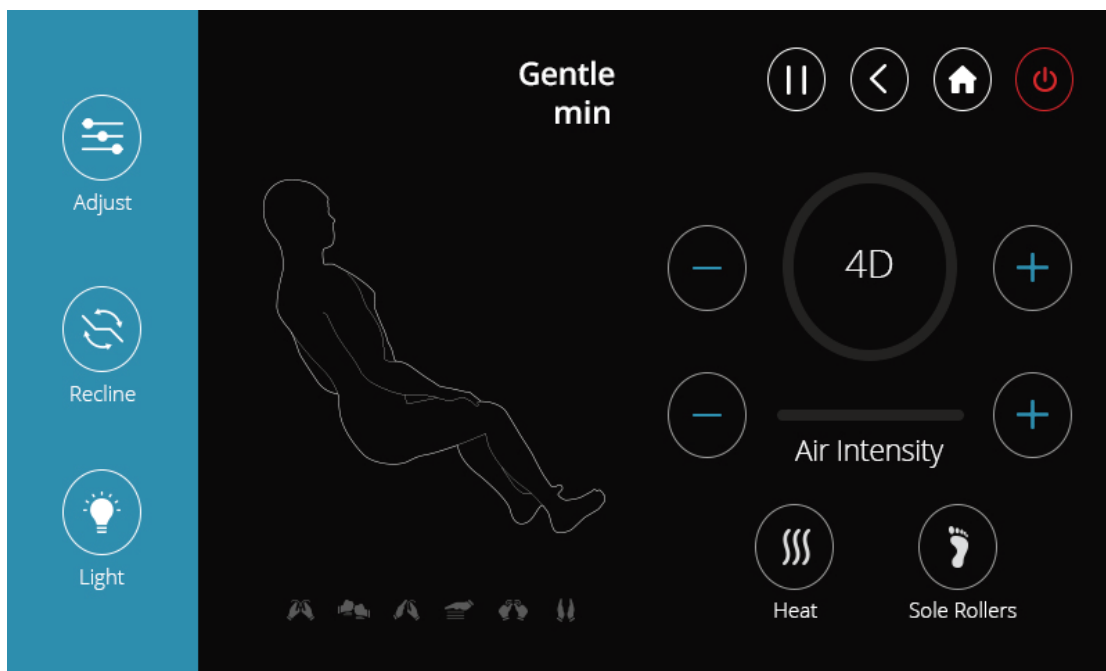 Gentle
min
Adjust
4D
Recline
Air Intensity
Light
Heat
Sole Rollers